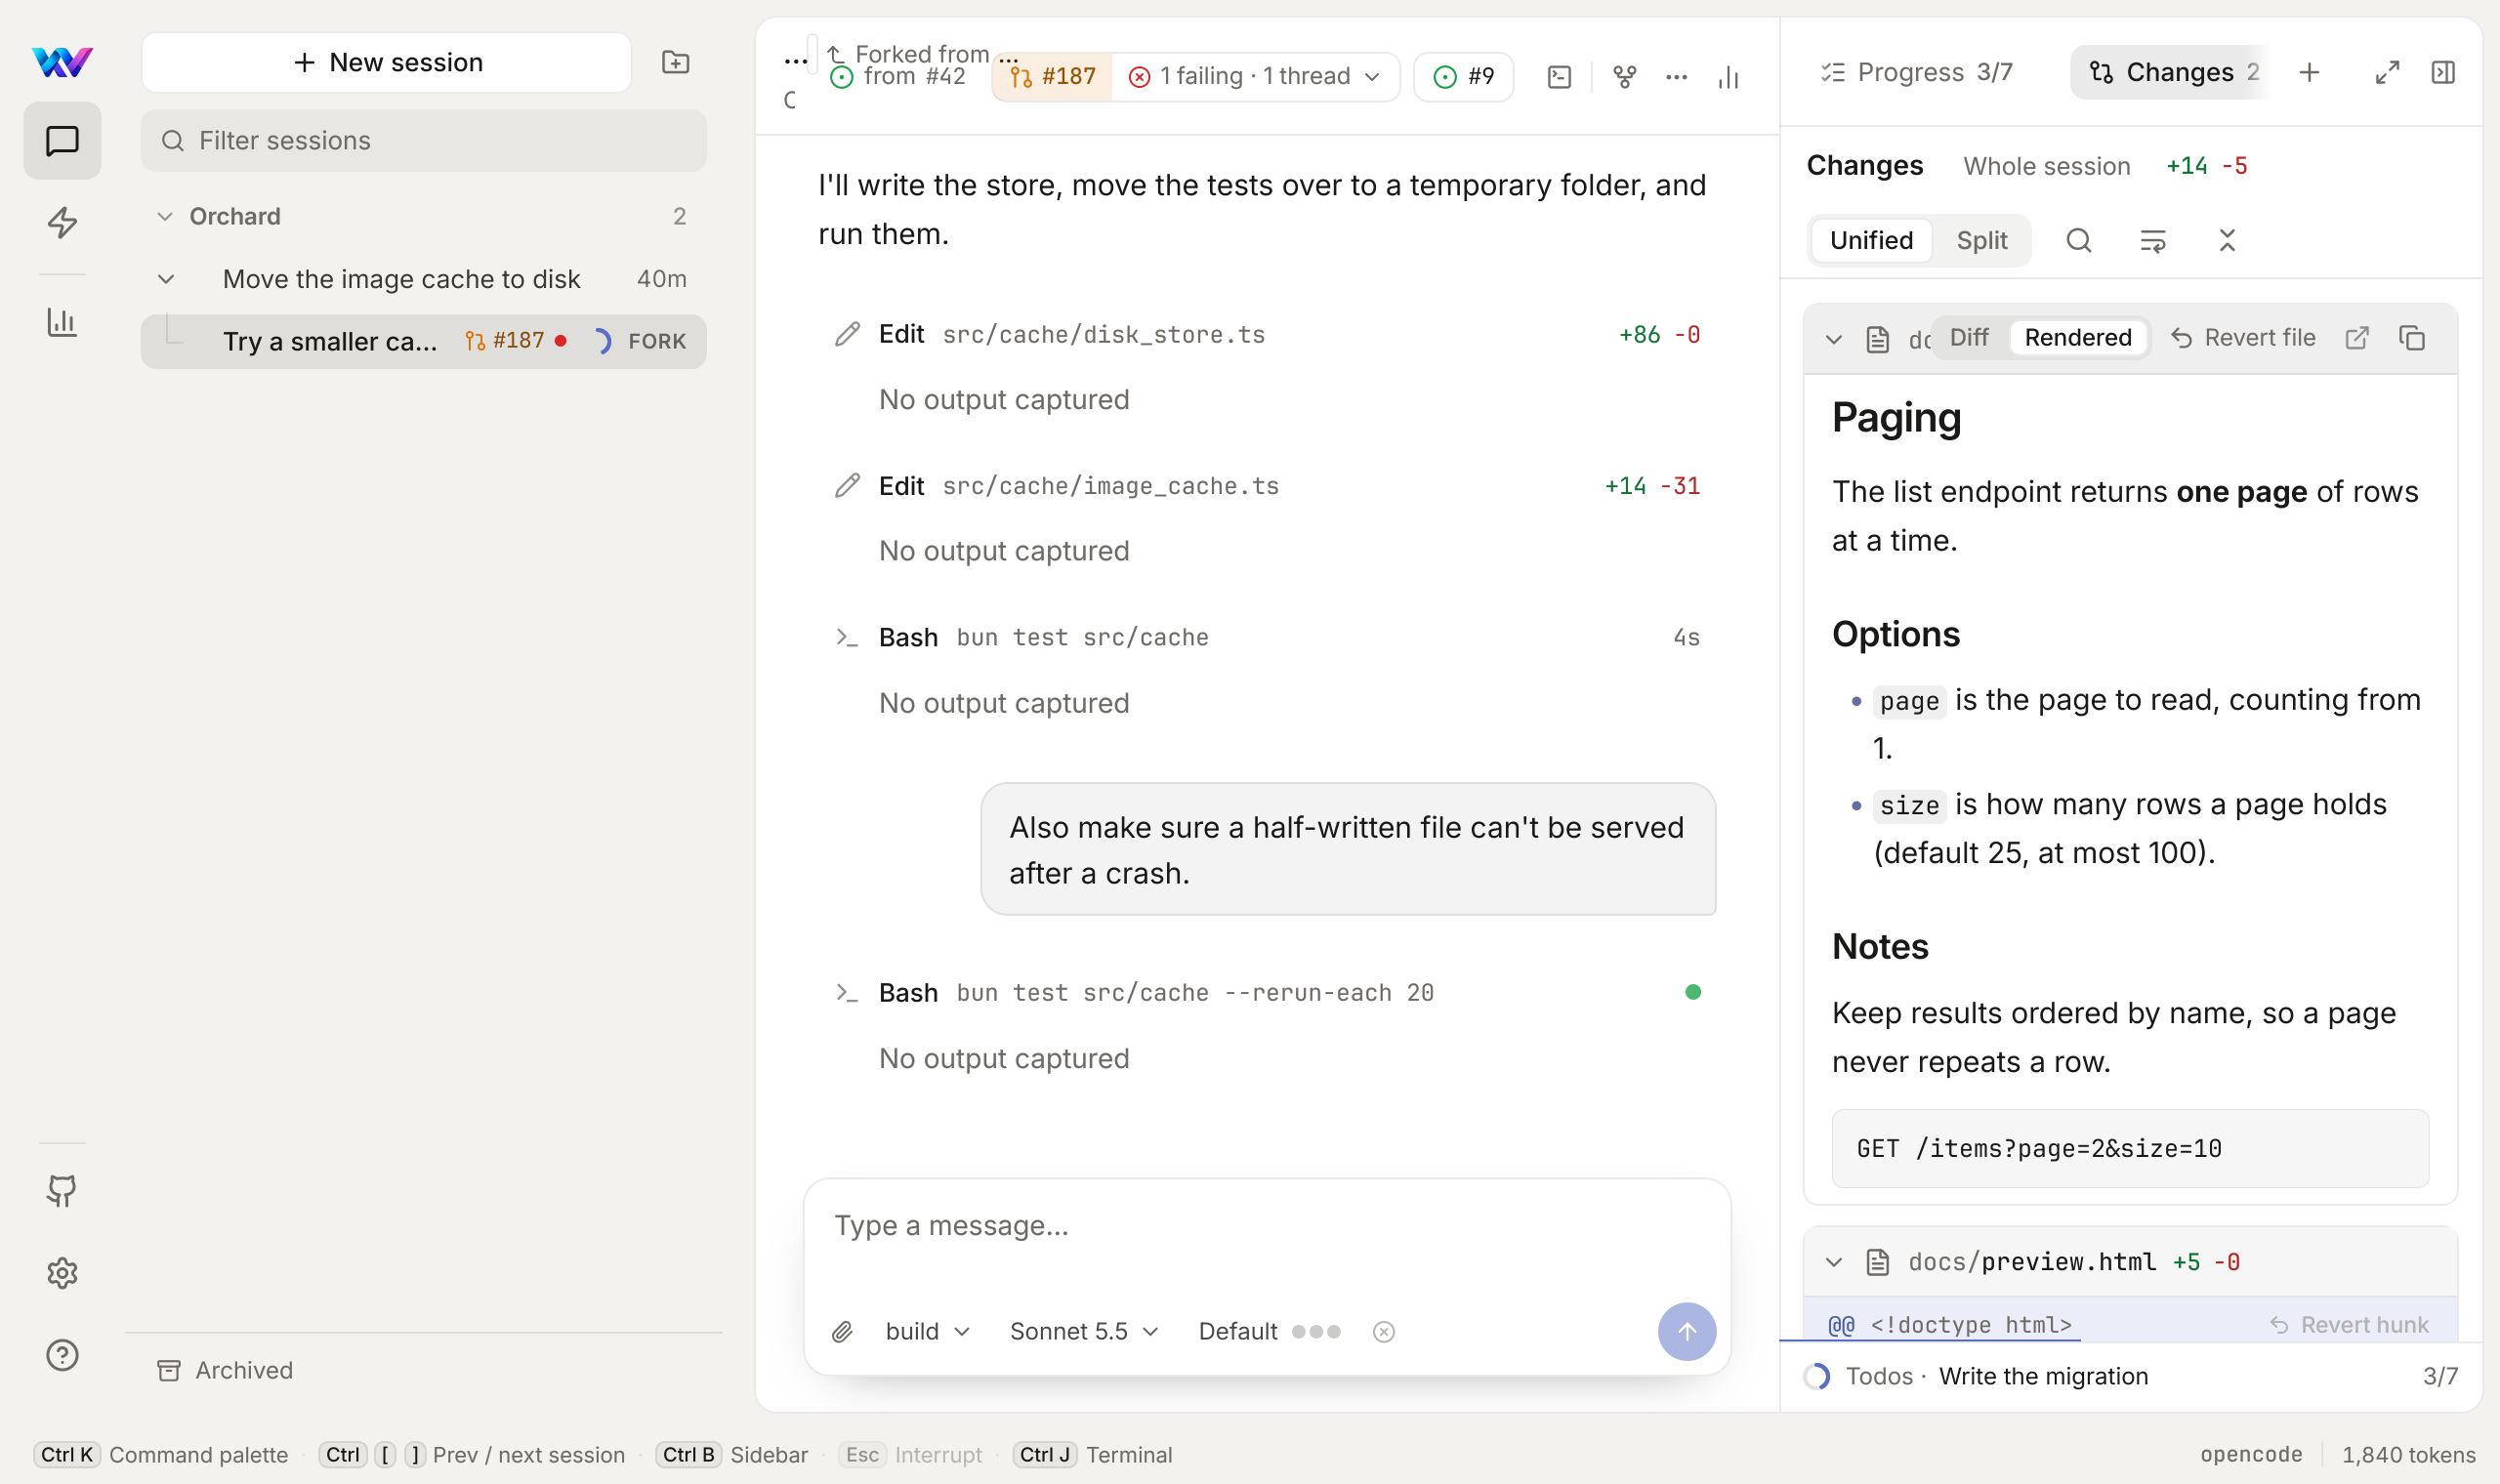 New session
Filter sessions
Orchard 2
Move the image cache to disk 40m
Try a smaller ca... #187 FORK
Archived
... Forked from ...
from #42 #187 1 failing · 1 thread #9
I'll write the store, move the tests over to a temporary folder, and
run them.
Edit src/cache/disk_store.ts +86 -0
No output captured
Edit src/cache/image_cache.ts +14 -31
No output captured
Bash bun test src/cache 4s
No output captured
Also make sure a half-written file can't be served
after a crash.
Bash bun test src/cache --rerun-each 20
No output captured
Type a message...
build Sonnet 5.5 Default
Progress 3/7 Changes 2
Changes Whole session +14 -5
Unified Split
Diff Rendered Revert file
Paging
The list endpoint returns one page of rows
at a time.
Options
• page is the page to read, counting from
1.
• size is how many rows a page holds
(default 25, at most 100).
Notes
Keep results ordered by name, so a page
never repeats a row.
GET /items?page=2&size=10
docs/preview.html +5 -0
@@ <!doctype html> Revert hunk
Todos · Write the migration 3/7
Ctrl K Command palette · Ctrl [ ] Prev / next session · Ctrl B Sidebar · Esc Interrupt · Ctrl J Terminal
opencode 1,840 tokens